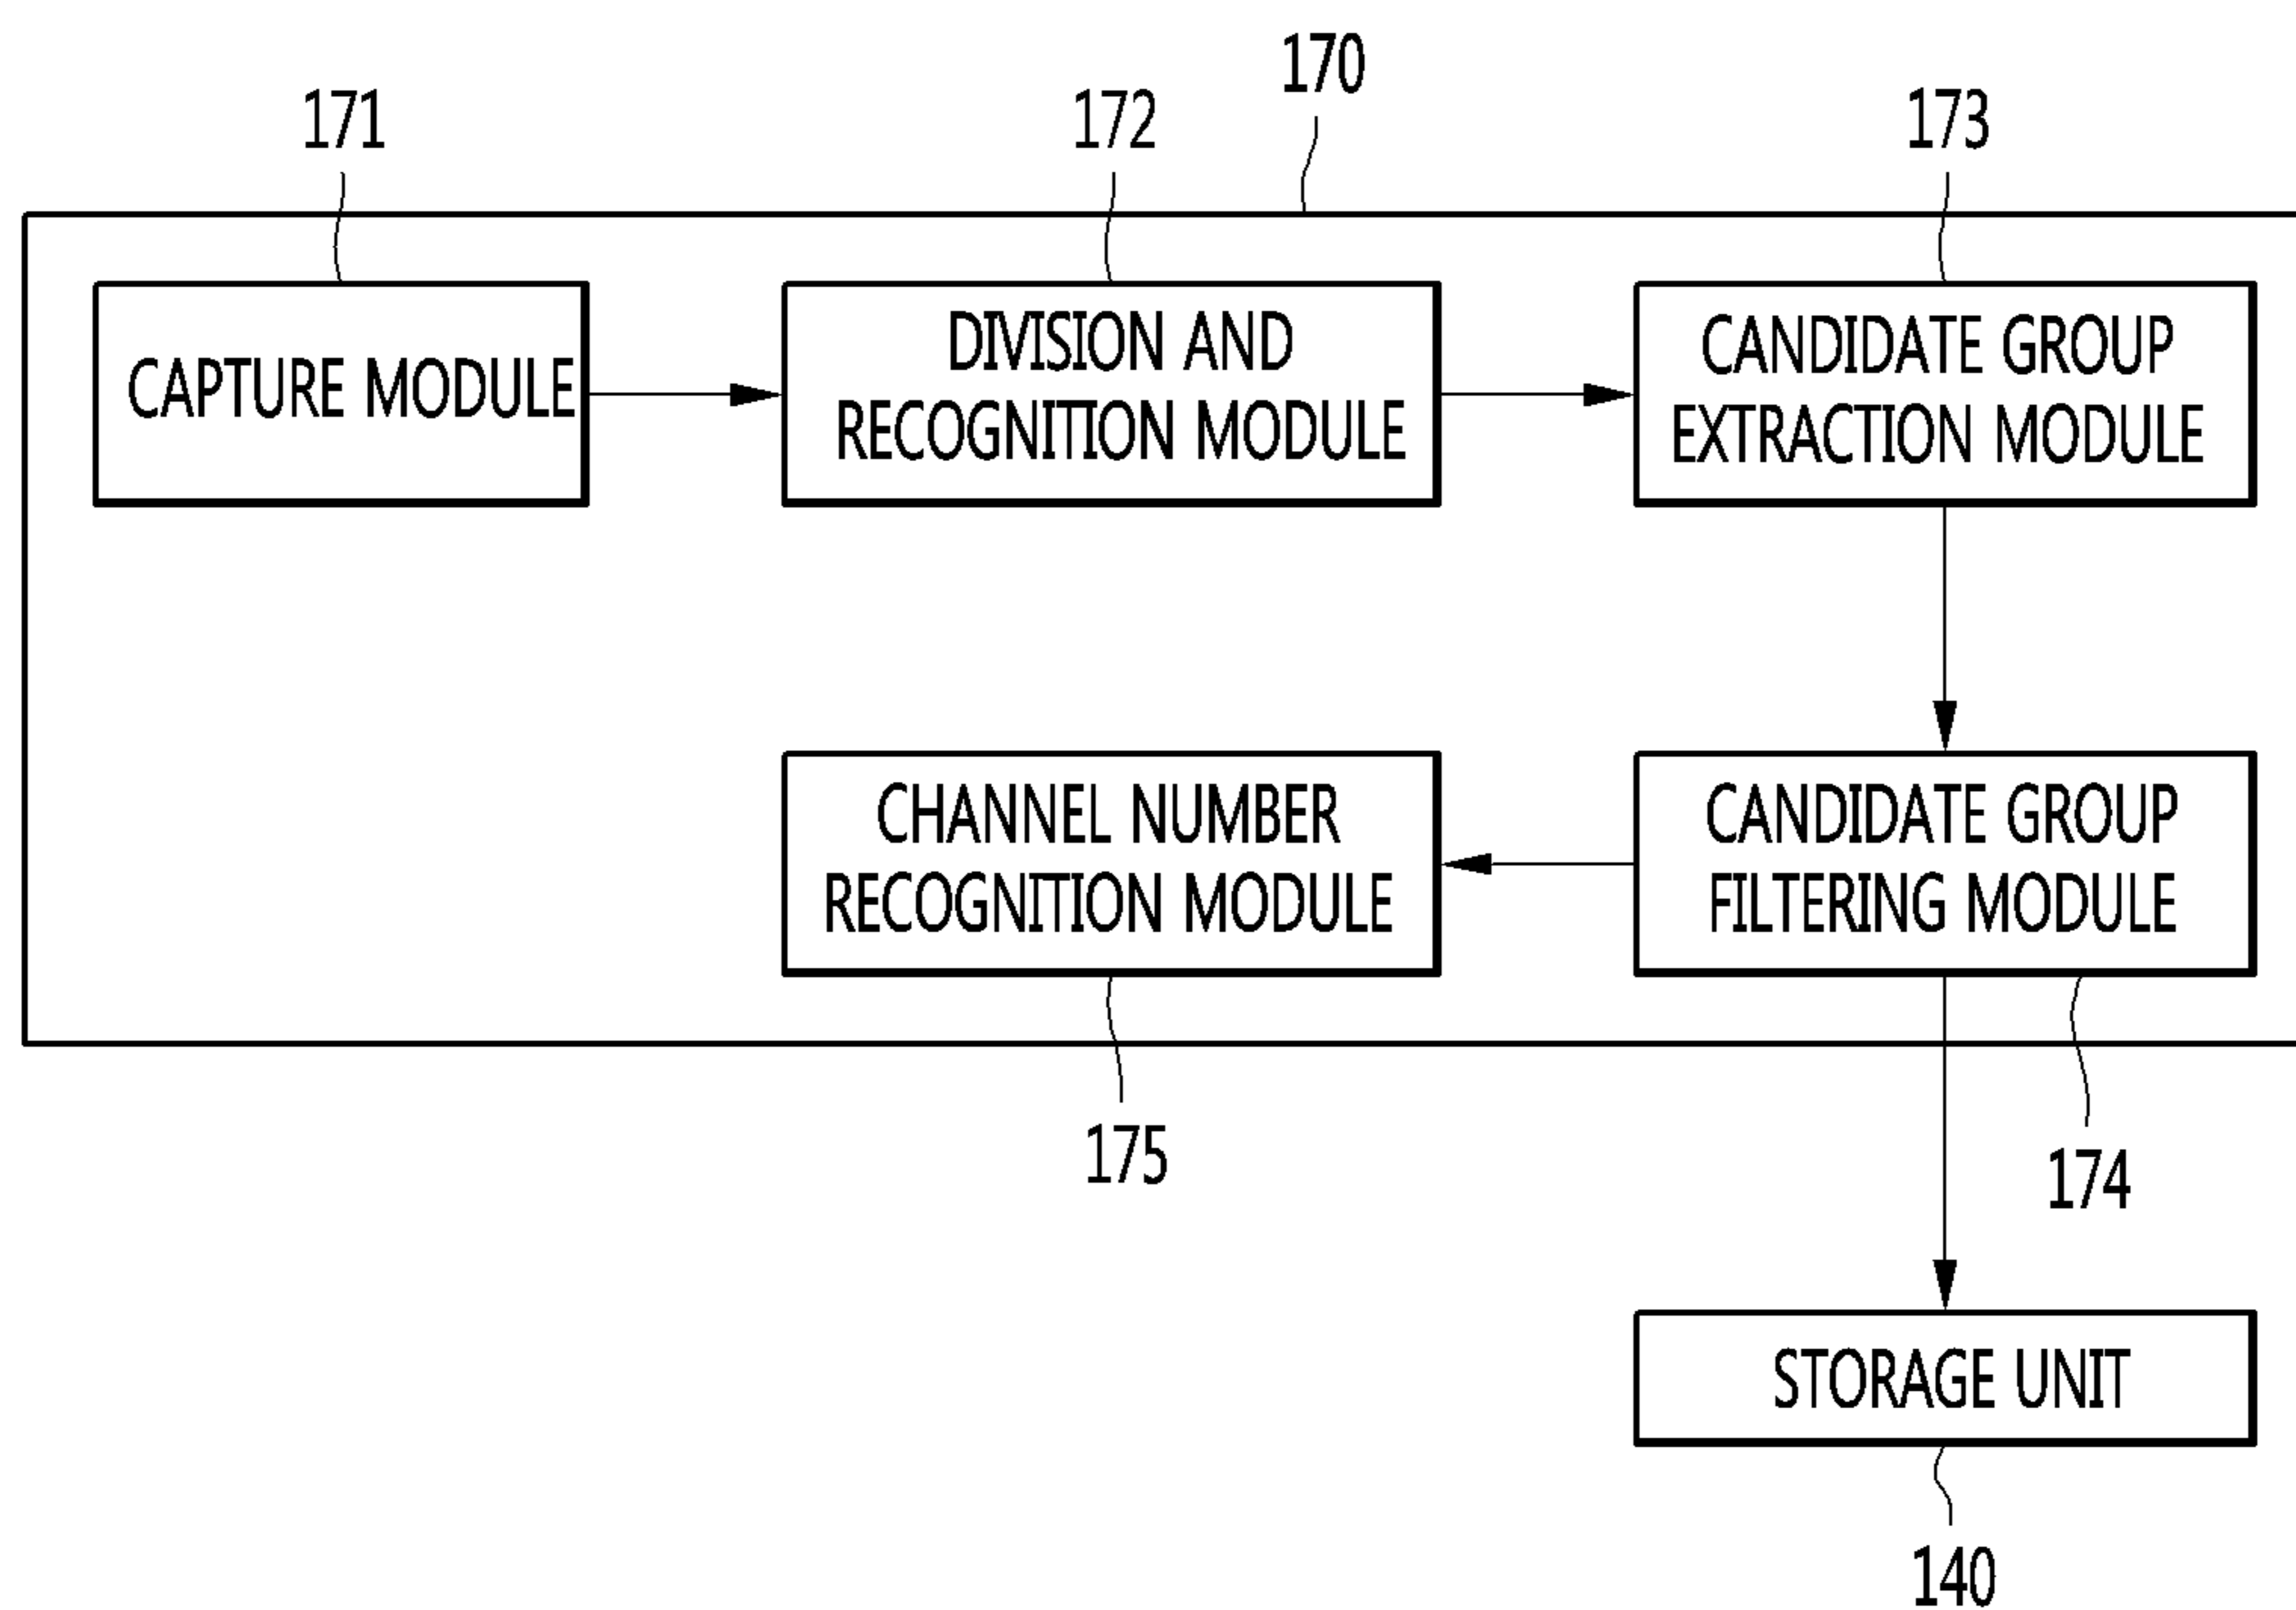 170
171
172
173
CAPTURE MODULE
DIVISION AND
RECOGNITION MODULE
CANDIDATE GROUP
EXTRACTION MODULE
CHANNEL NUMBER
RECOGNITION MODULE
CANDIDATE GROUP
FILTERING MODULE
175
174
STORAGE UNIT
140